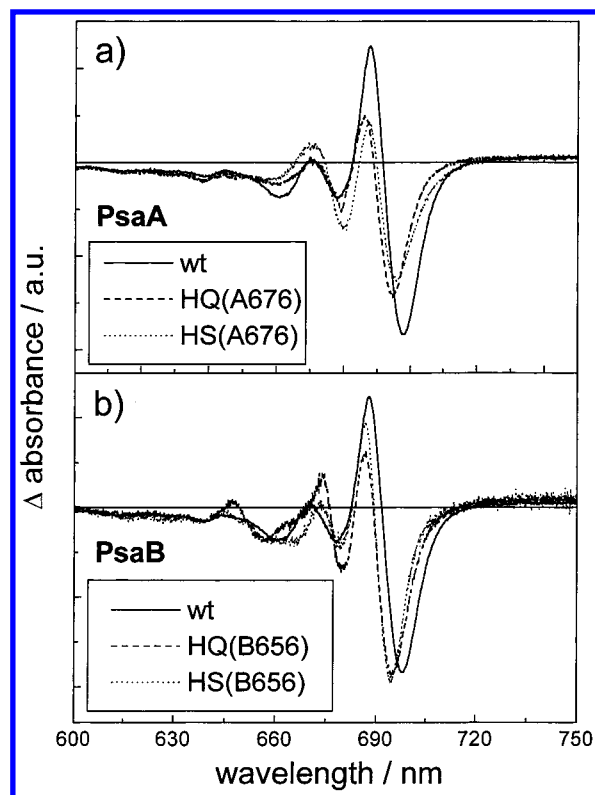 a)
PsaA
wt
HQ(A676)
HS(A676)
b)
PsaB
wt
HQ(B656)
HS(B656)
Δ absorbance / a.u.
600 630 660 690 720 750
wavelength / nm